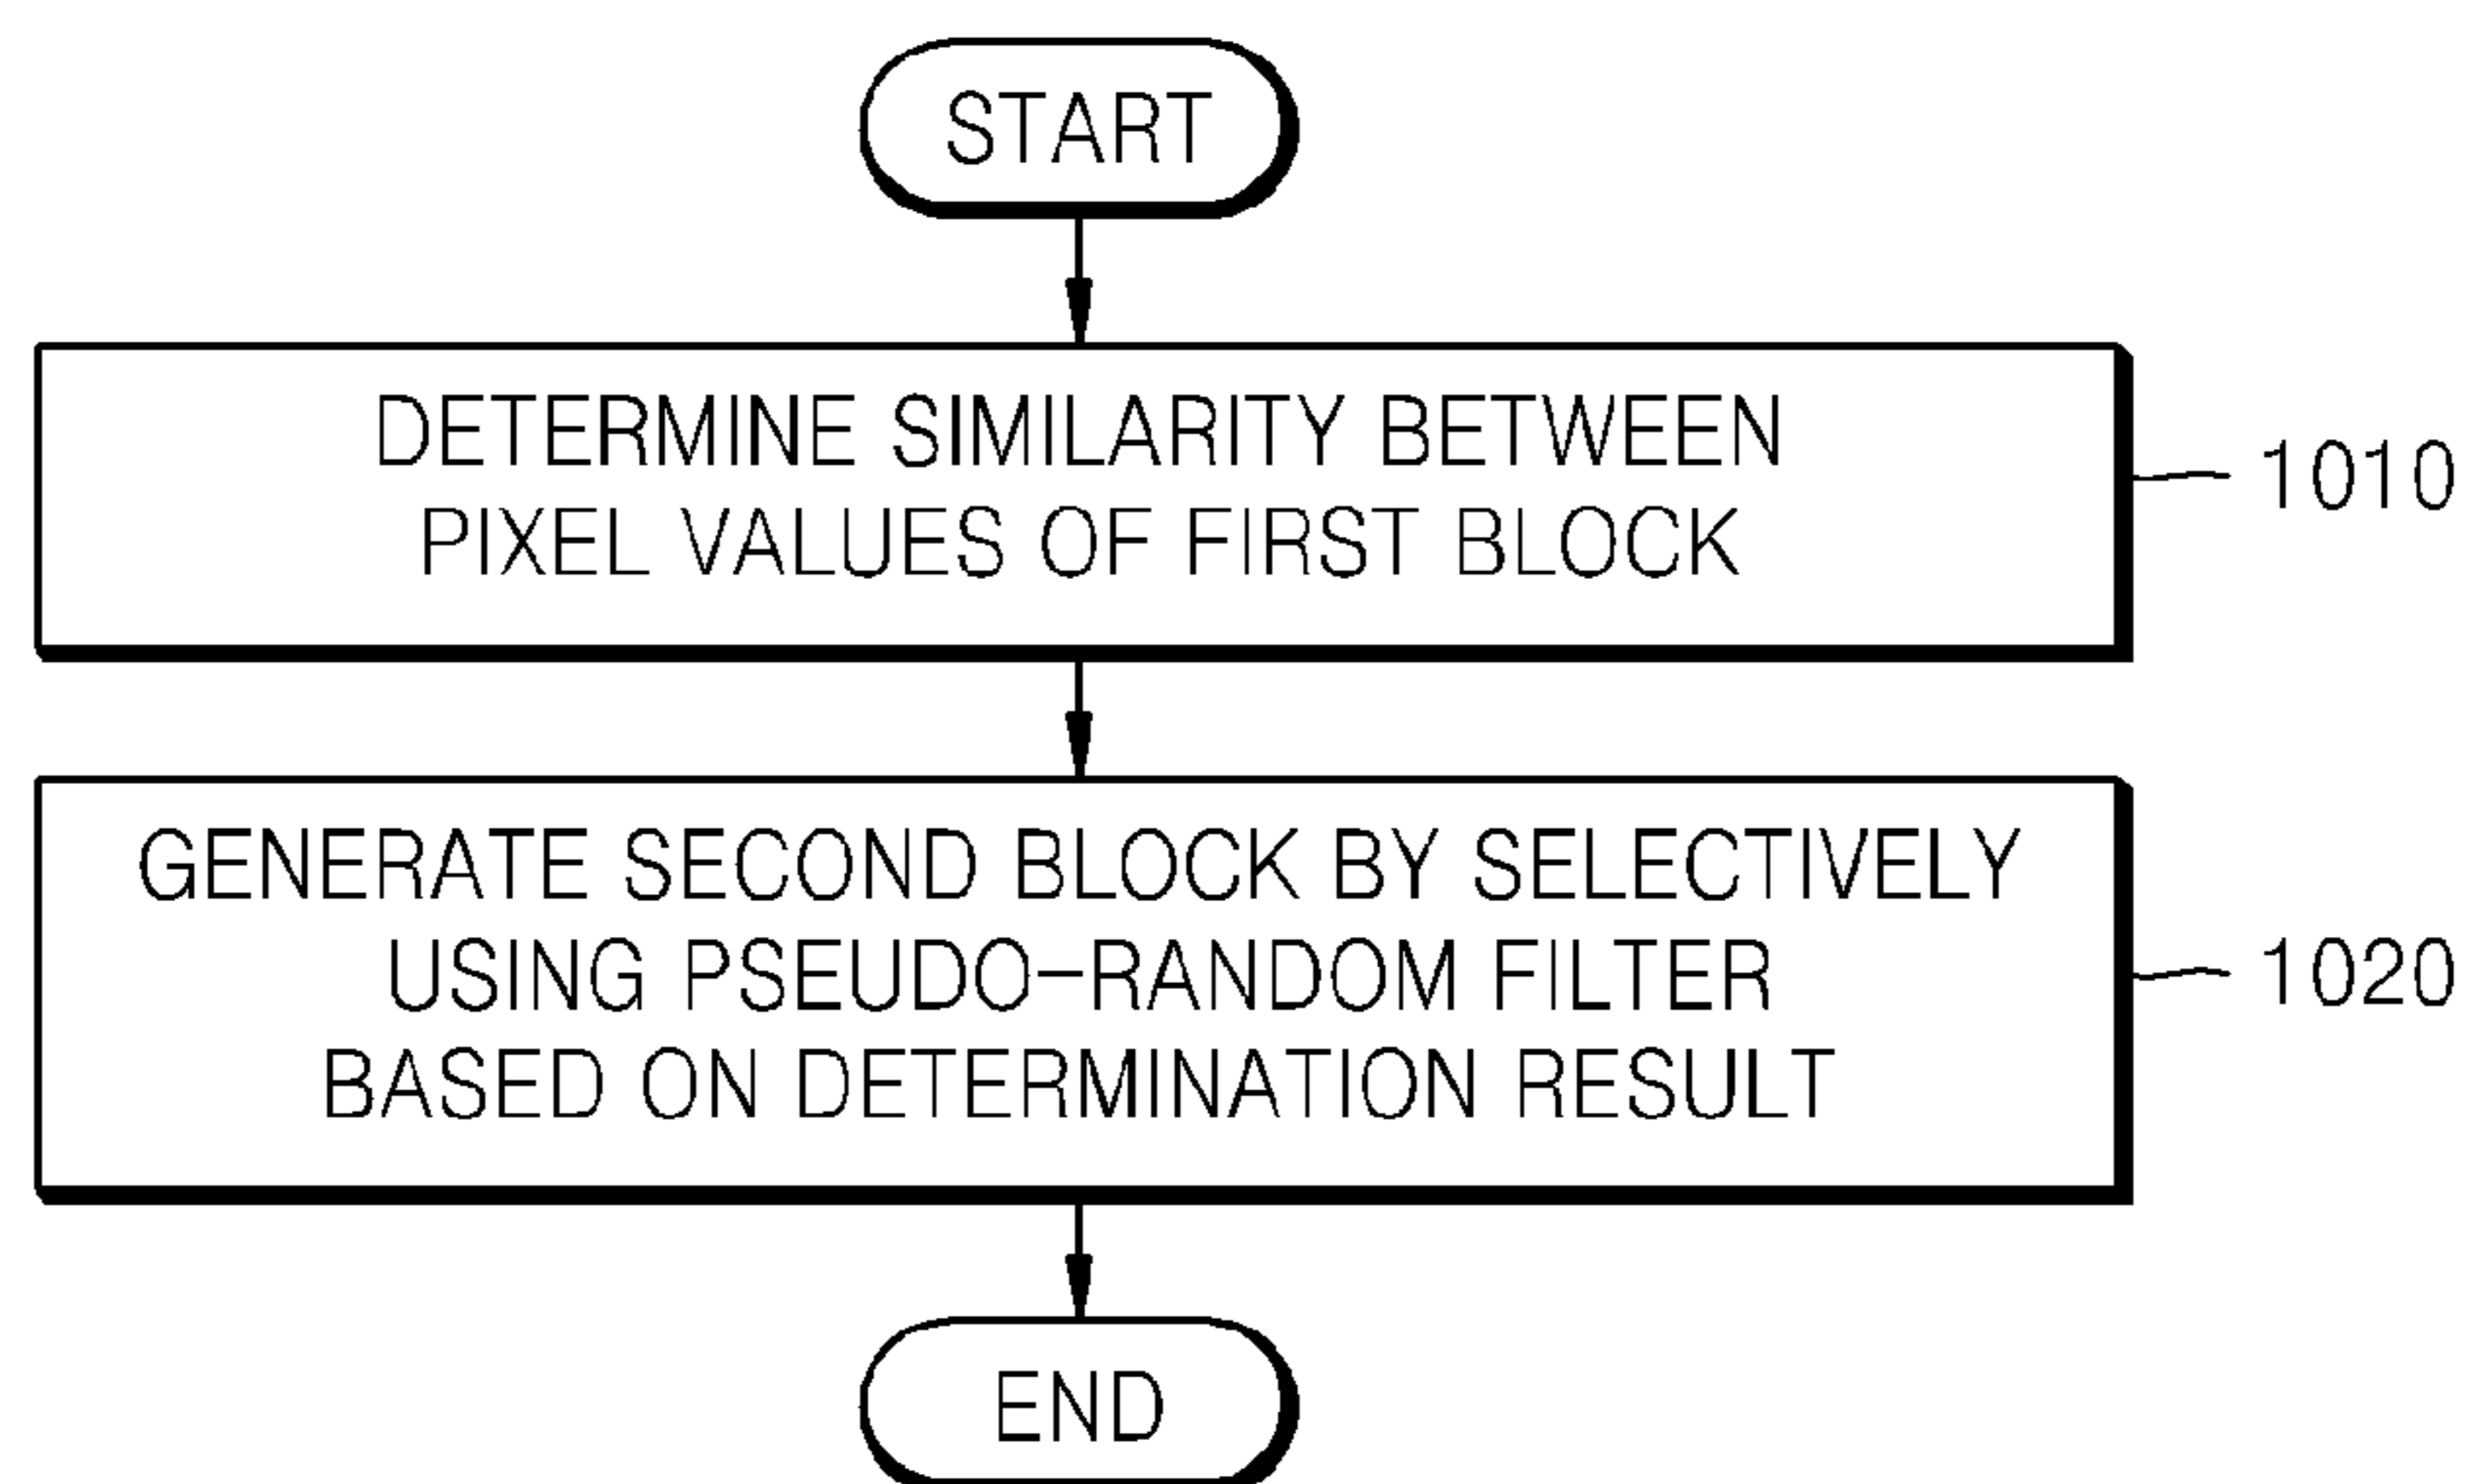 START
DETERMINE SIMILARITY BETWEEN
PIXEL VALUES OF FIRST BLOCK
1010
GENERATE SECOND BLOCK BY SELECTIVELY
USING PSEUDO-RANDOM FILTER
BASED ON DETERMINATION RESULT
1020
END